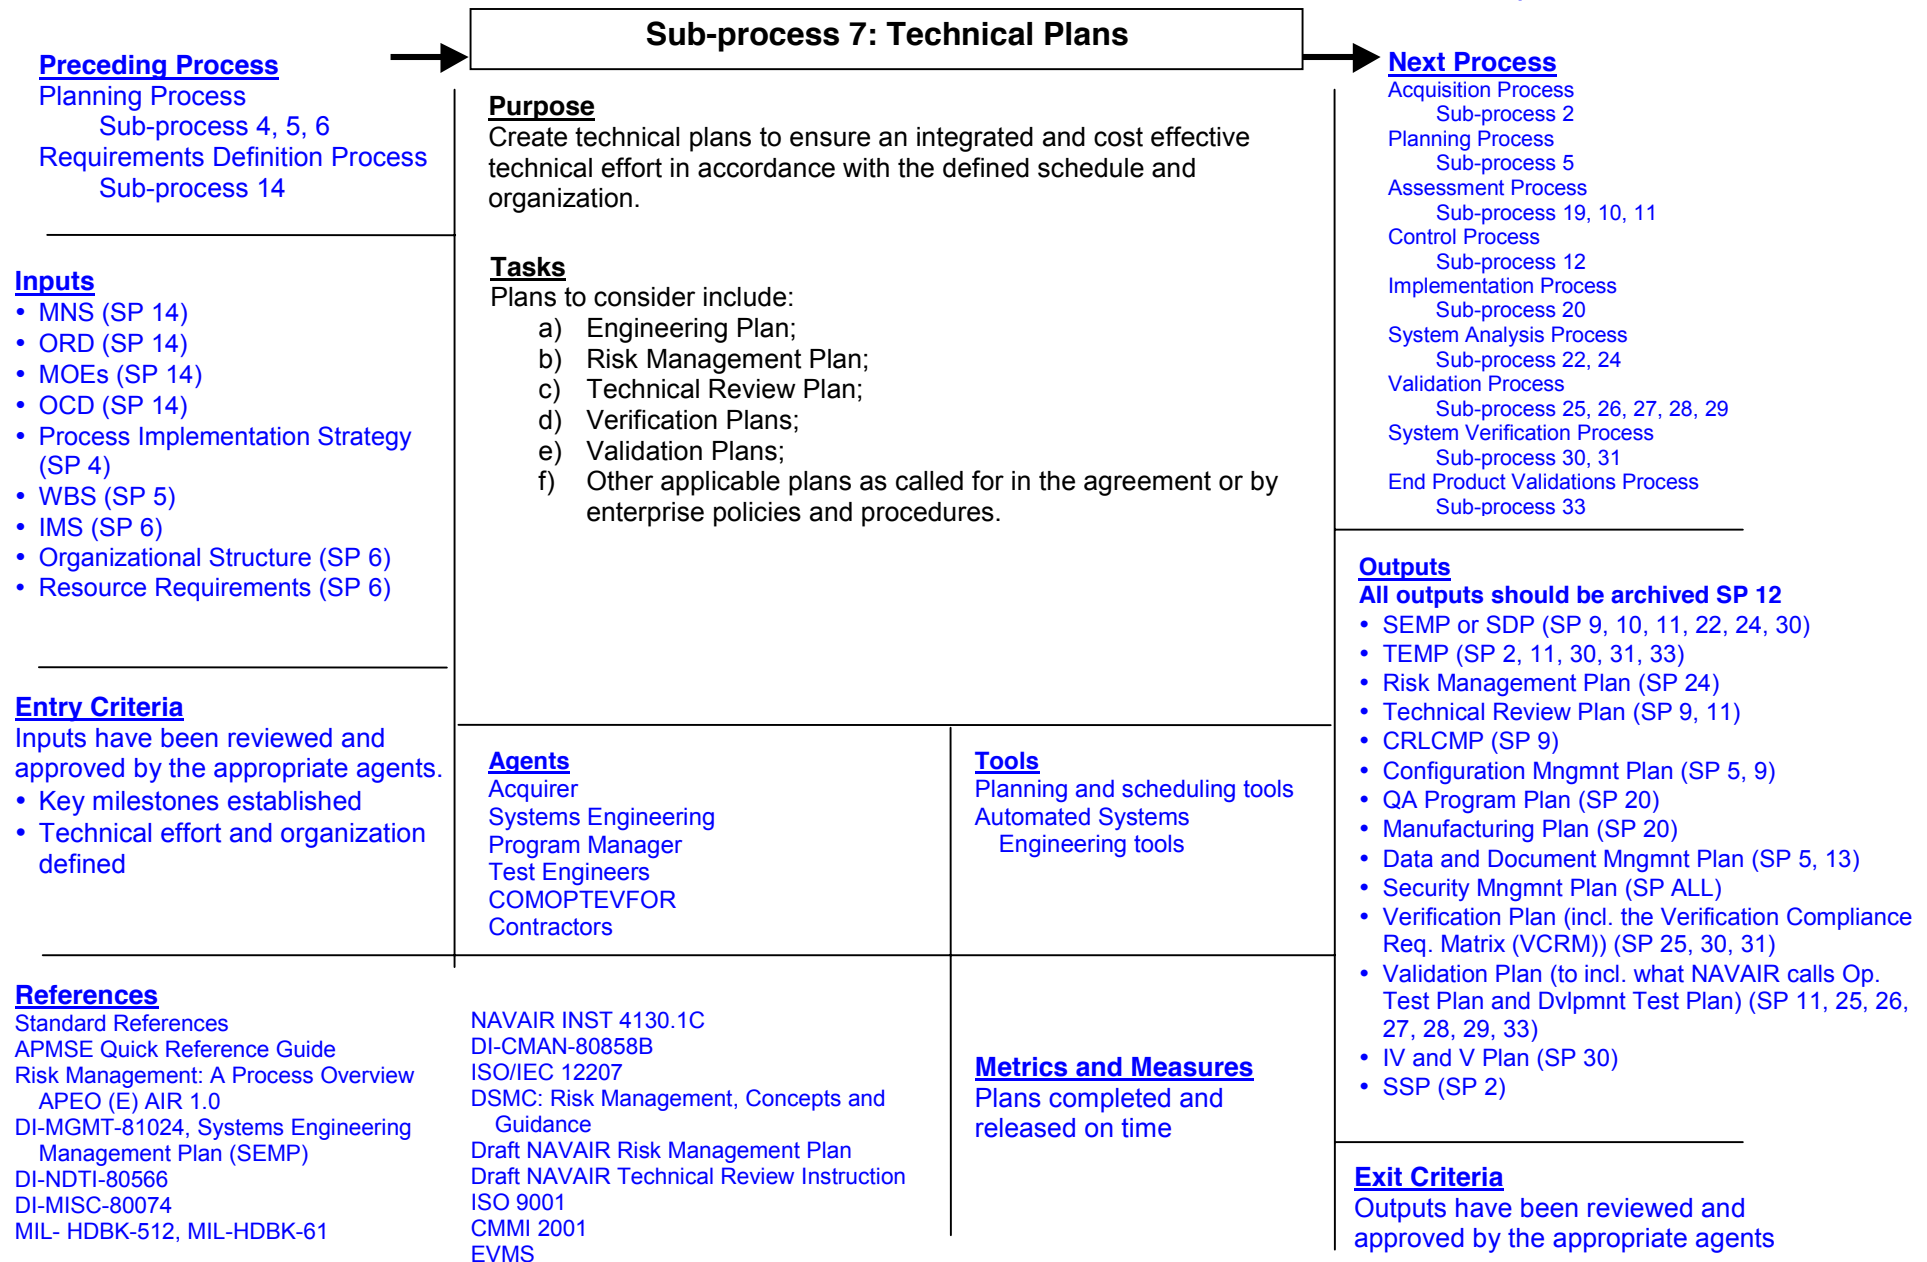 Sub-process 7: Technical Plans
Preceding Process
Planning Process
Sub-process 4, 5, 6
Requirements Definition Process
Sub-process 14
Inputs
• MNS (SP 14)
• ORD (SP 14)
• MOEs (SP 14)
• OCD (SP 14)
• Process Implementation Strategy
(SP 4)
• WBS (SP 5)
• IMS (SP 6)
• Organizational Structure (SP 6)
• Resource Requirements (SP 6)
Entry Criteria
Inputs have been reviewed and
approved by the appropriate agents.
• Key milestones established
• Technical effort and organization
defined
Purpose
Create technical plans to ensure an integrated and cost effective
technical effort in accordance with the defined schedule and
organization.
Tasks
Plans to consider include:
a) Engineering Plan;
b) Risk Management Plan;
c) Technical Review Plan;
d) Verification Plans;
e) Validation Plans;
f) Other applicable plans as called for in the agreement or by
enterprise policies and procedures.
Agents
Acquirer
Systems Engineering
Program Manager
Test Engineers
COMOPTEVFOR
Contractors
Tools
Planning and scheduling tools
Automated Systems
Engineering tools
References
Standard References
APMSE Quick Reference Guide
Risk Management: A Process Overview
APEO (E) AIR 1.0
DI-MGMT-81024, Systems Engineering
Management Plan (SEMP)
DI-NDTI-80566
DI-MISC-80074
MIL- HDBK-512, MIL-HDBK-61
NAVAIR INST 4130.1C
DI-CMAN-80858B
ISO/IEC 12207
DSMC: Risk Management, Concepts and
Guidance
Draft NAVAIR Risk Management Plan
Draft NAVAIR Technical Review Instruction
ISO 9001
CMMI 2001
EVMS
Metrics and Measures
Plans completed and
released on time
Next Process
Acquisition Process
Sub-process 2
Planning Process
Sub-process 5
Assessment Process
Sub-process 19, 10, 11
Control Process
Sub-process 12
Implementation Process
Sub-process 20
System Analysis Process
Sub-process 22, 24
Validation Process
Sub-process 25, 26, 27, 28, 29
System Verification Process
Sub-process 30, 31
End Product Validations Process
Sub-process 33
Outputs
All outputs should be archived SP 12
• SEMP or SDP (SP 9, 10, 11, 22, 24, 30)
• TEMP (SP 2, 11, 30, 31, 33)
• Risk Management Plan (SP 24)
• Technical Review Plan (SP 9, 11)
• CRLCMP (SP 9)
• Configuration Mngmnt Plan (SP 5, 9)
• QA Program Plan (SP 20)
• Manufacturing Plan (SP 20)
• Data and Document Mngmnt Plan (SP 5, 13)
• Security Mngmnt Plan (SP ALL)
• Verification Plan (incl. the Verification Compliance
Req. Matrix (VCRM)) (SP 25, 30, 31)
• Validation Plan (to incl. what NAVAIR calls Op.
Test Plan and Dvlpmnt Test Plan) (SP 11, 25, 26,
27, 28, 29, 33)
• IV and V Plan (SP 30)
• SSP (SP 2)
Exit Criteria
Outputs have been reviewed and
approved by the appropriate agents